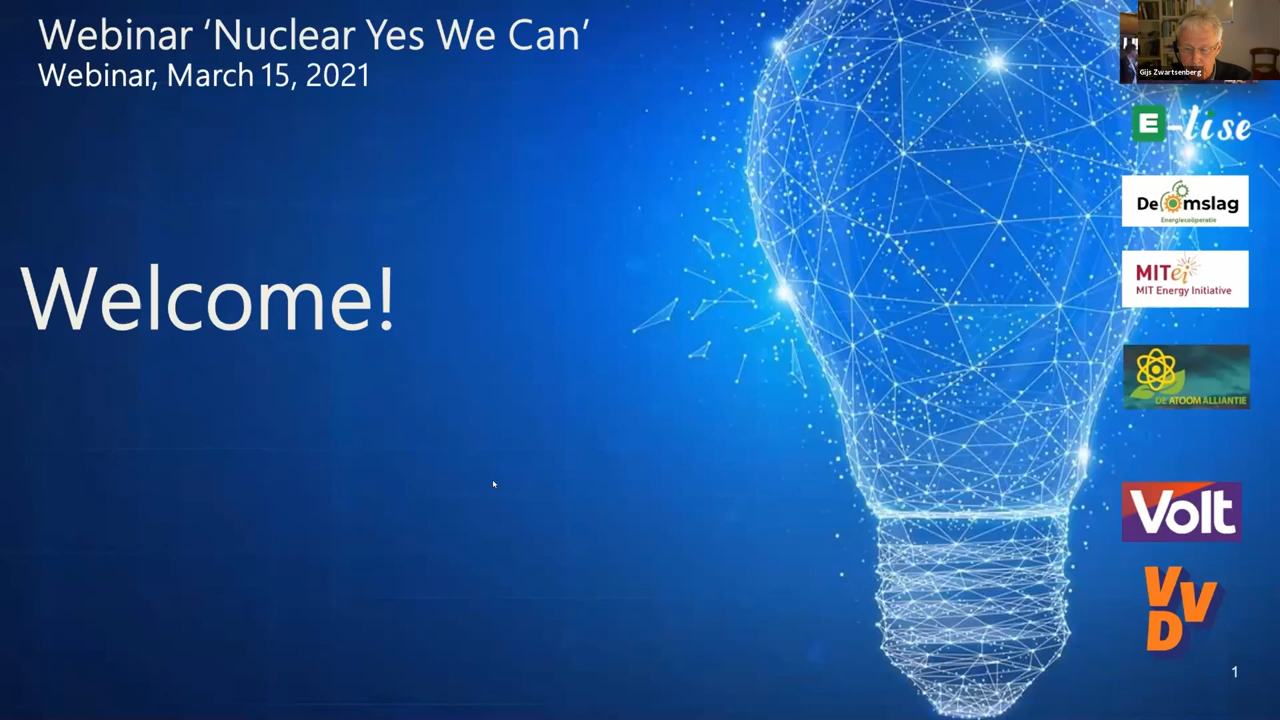 Webinar ‘Nuclear Yes We Can’
Webinar, March 15, 2021
Welcome!
Gijs Zwartsenberg
E-lise
De Omslag
Energiecoöperatie
MITei
MIT Energy Initiative
DE ATOOM ALLIANTIE
Volt
VVD
1